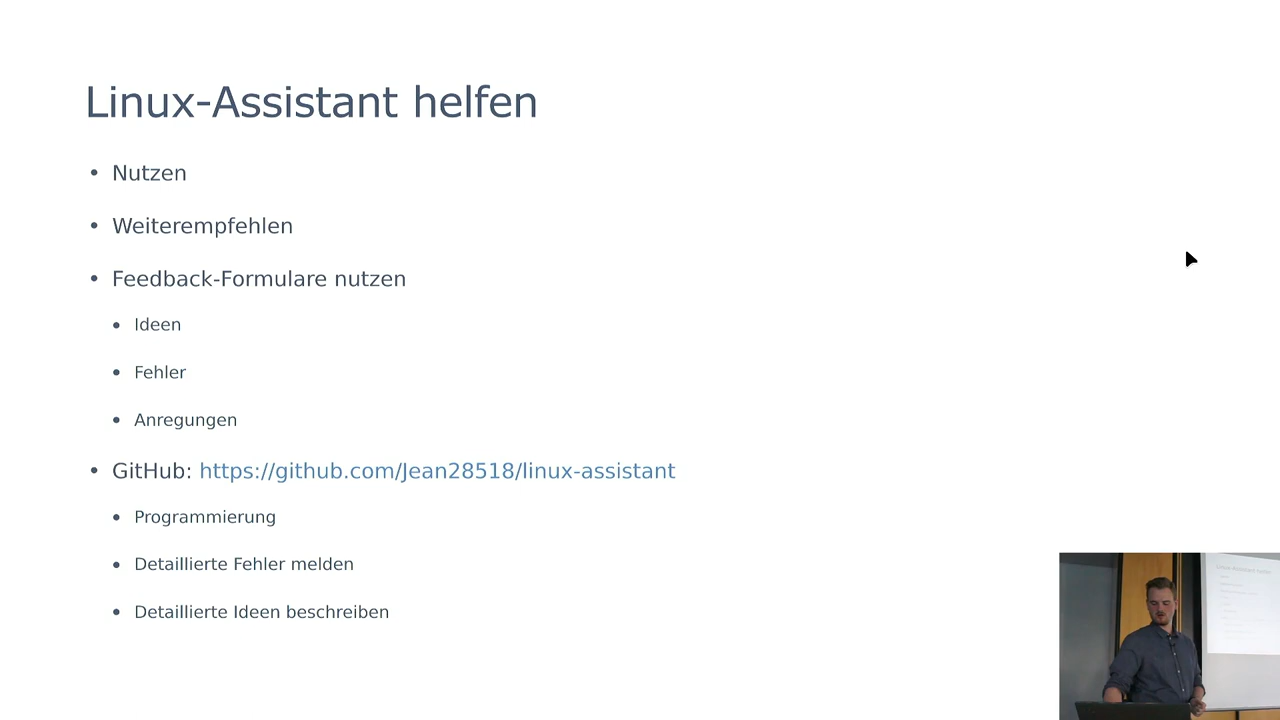 Linux-Assistant helfen
• Nutzen
• Weiterempfehlen
• Feedback-Formulare nutzen
• Ideen
• Fehler
• Anregungen
• GitHub: https://github.com/Jean28518/linux-assistant
• Programmierung
• Detaillierte Fehler melden
• Detaillierte Ideen beschreiben